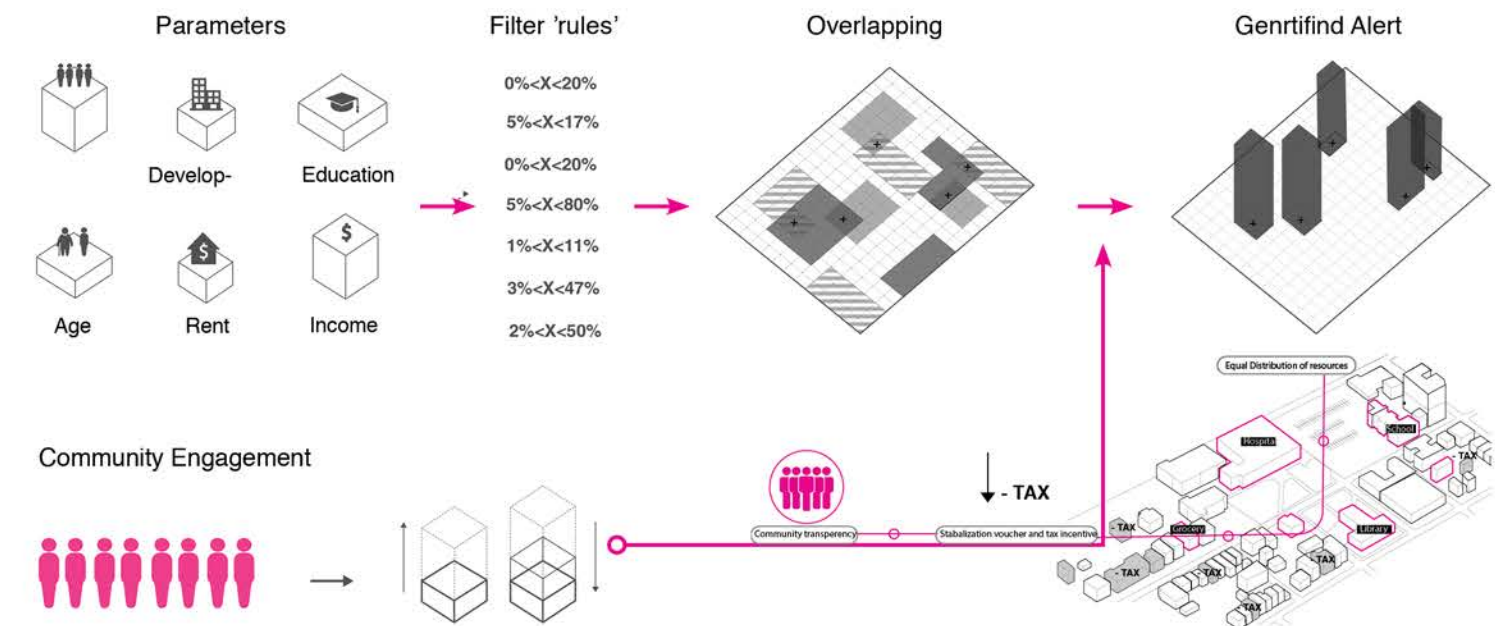 Parameters
Filter 'rules'
Overlapping
Genrtifind Alert
Develop-
Education
Age
Rent
$
Income
$
0%<X<20%
5%<X<17%
0%<X<20%
5%<X<80%
1%<X<11%
3%<X<47%
2%<X<50%
Community Engagement
- TAX
Community transperency
Stabalization voucher and tax incentive
Equal Distribution of resources
Hospita
School
- TAX
- TAX
Grocery
Library
- TAX
- TAX
- TAX
- TAX